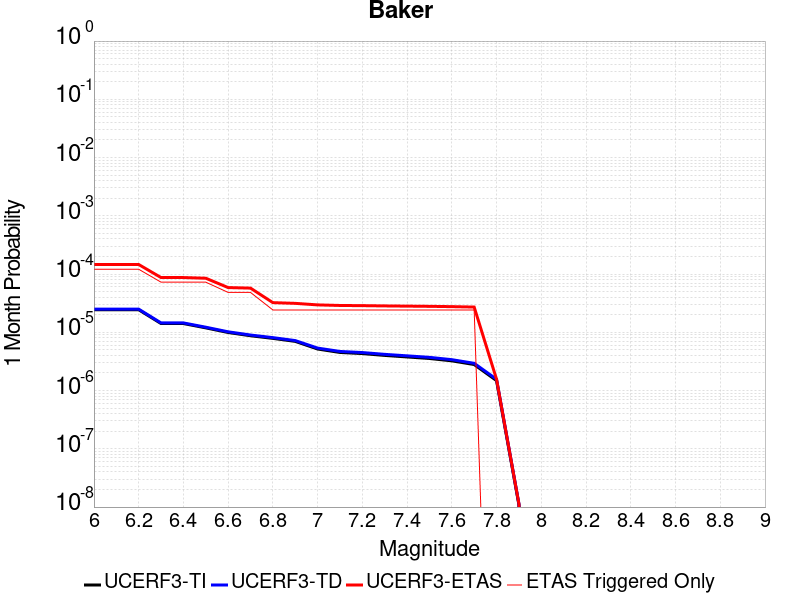 Baker
10^0
10^-1
10^-2
10^-3
10^-4
10^-5
10^-6
10^-7
10^-8
1 Month Probability
6 6.2 6.4 6.6 6.8 7 7.2 7.4 7.6 7.8 8 8.2 8.4 8.6 8.8 9
Magnitude
UCERF3-TI UCERF3-TD UCERF3-ETAS ETAS Triggered Only